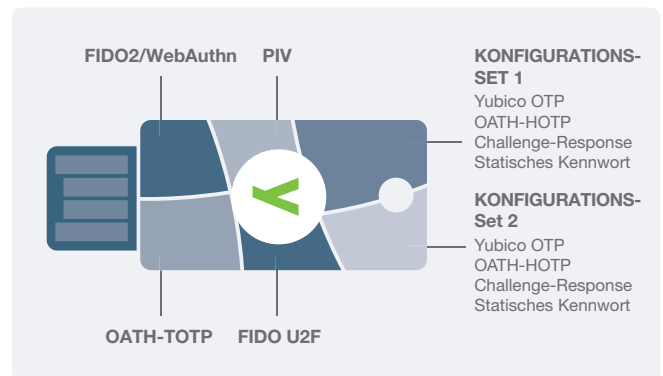 FIDO2/WebAuthn
PIV
KONFIGURATIONS-
SET 1
Yubico OTP
OATH-HOTP
Challenge-Response
Statisches Kennwort
KONFIGURATIONS-
Set 2
Yubico OTP
OATH-HOTP
Challenge-Response
Statisches Kennwort
Y
OATH-TOTP
FIDO U2F